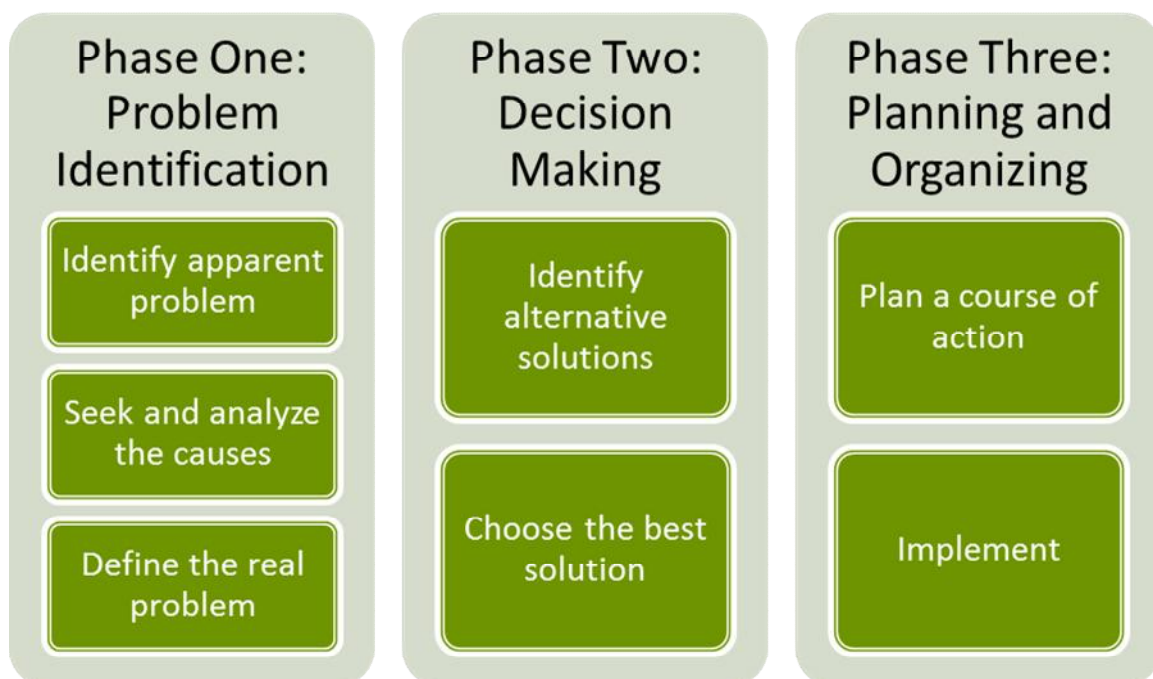 Phase One:
Problem
Identification
Identify apparent
problem
Seek and analyze
the causes
Define the real
problem
Phase Two:
Decision
Making
Identify
alternative
solutions
Choose the best
solution
Phase Three:
Planning and
Organizing
Plan a course of
action
Implement